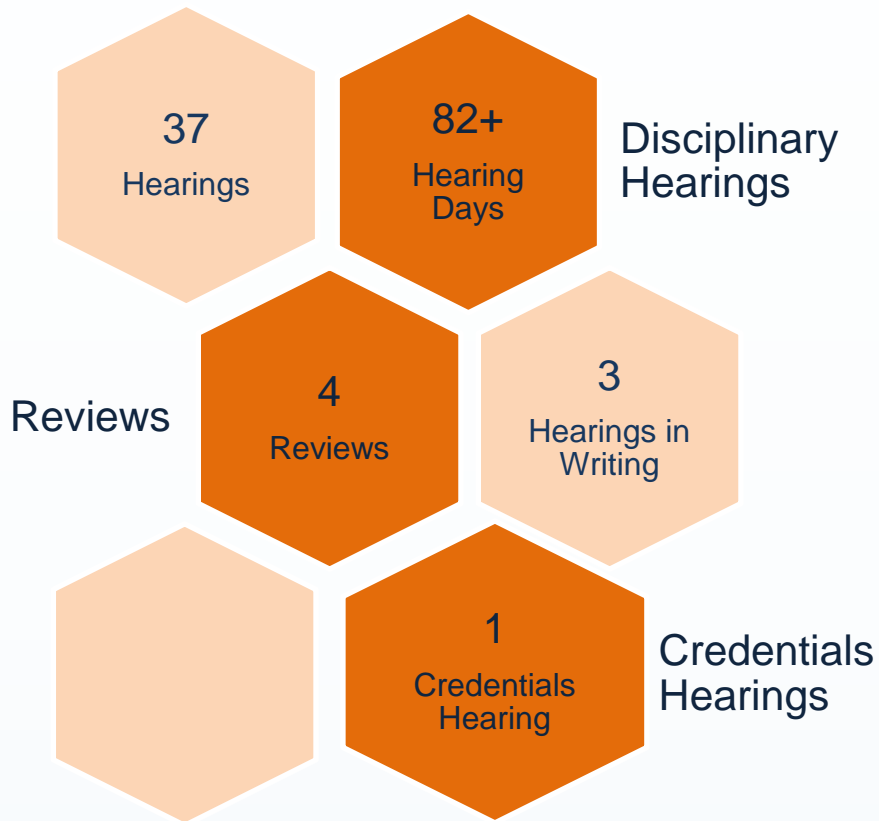 37
Hearings
82+
Hearing
Days
Disciplinary
Hearings
Reviews
4
Reviews
3
Hearings in
Writing
1
Credentials
Hearing
Credentials
Hearings